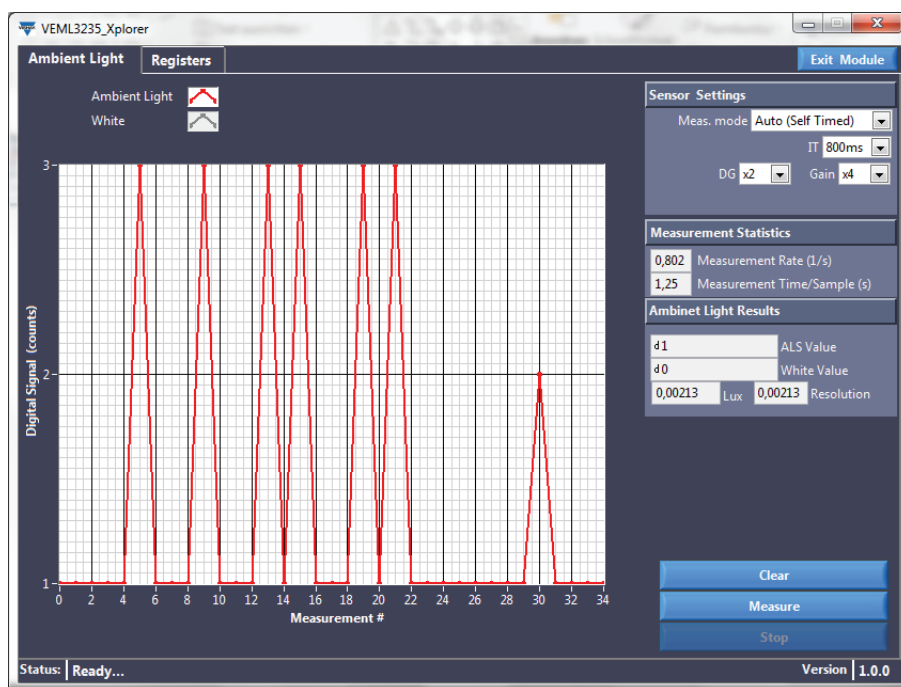 VEML3235_Xplorer
Ambient Light
Registers
Exit Module
Ambient Light
White
3
2
1
Digital Signal (counts)
0 2 4 6 8 10 12 14 16 18 20 22 24 26 28 30 32 34
Measurement #
Sensor Settings
Meas. mode Auto (Self Timed)
IT 800ms
DG x2 Gain x4
Measurement Statistics
0,802 Measurement Rate (1/s)
1,25 Measurement Time/Sample (s)
Ambinet Light Results
d1 ALS Value
d0 White Value
0,00213 Lux 0,00213 Resolution
Clear
Measure
Stop
Status: Ready...
Version 1.0.0